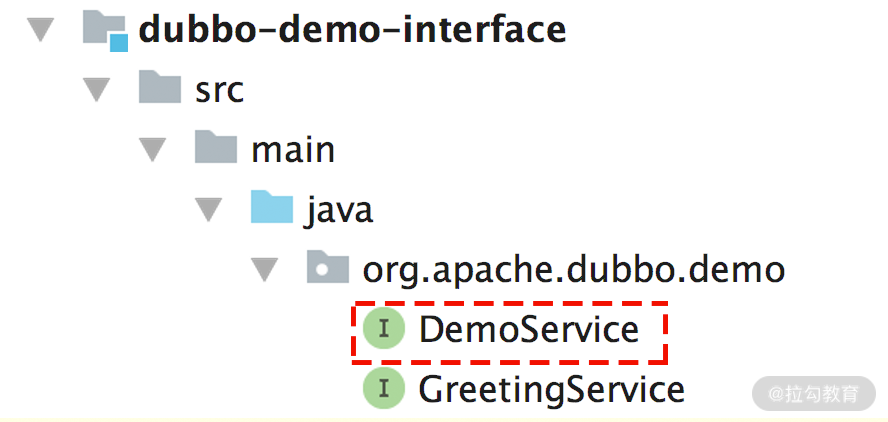 dubbo-demo-interface
src
main
java
org.apache.dubbo.demo
I DemoService
I GreetingService
@拉勾教育